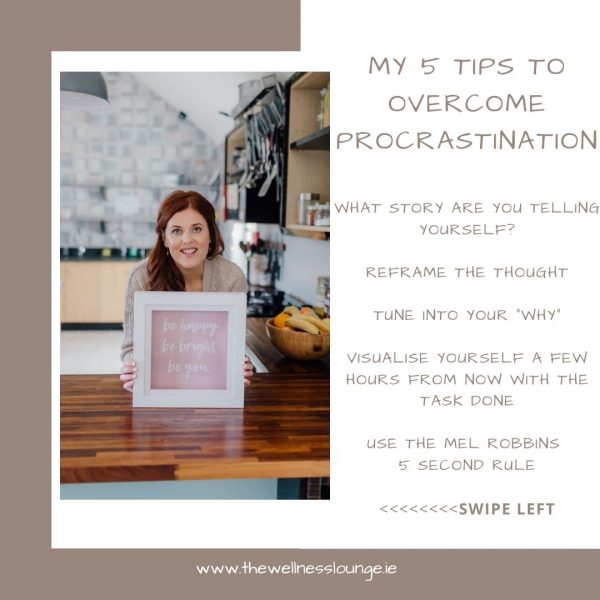 MY 5 TIPS TO
OVERCOME
PROCRASTINATION
WHAT STORY ARE YOU TELLING
YOURSELF?
REFRAME THE THOUGHT
TUNE INTO YOUR "WHY"
VISUALISE YOURSELF A FEW
HOURS FROM NOW WITH THE
TASK DONE
USE THE MEL ROBBINS
5 SECOND RULE
<<<<<<<<SWIPE LEFT
be happy
be bright
be you.
www.thewellnesslounge.ie